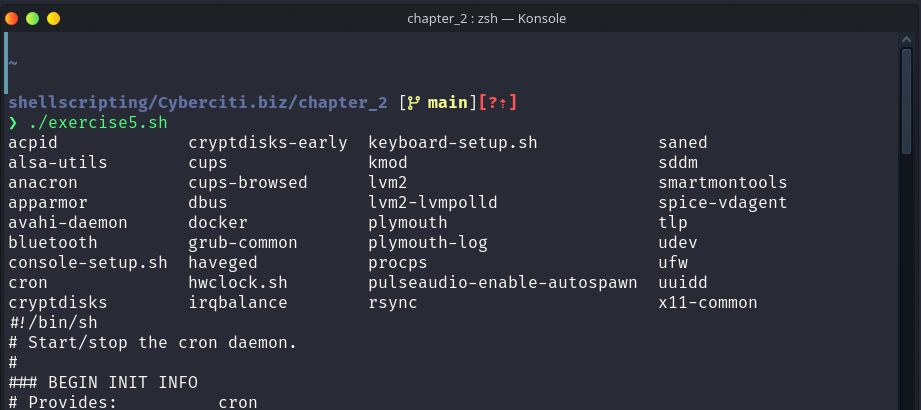 chapter_2 : zsh — Konsole
~
shellscripting/Cyberciti.biz/chapter_2 [ main][?⇡]
❯ ./exercise5.sh
acpid cryptdisks-early keyboard-setup.sh saned
alsa-utils cups kmod sddm
anacron cups-browsed lvm2 smartmontools
apparmor dbus lvm2-lvmpolld spice-vdagent
avahi-daemon docker plymouth tlp
bluetooth grub-common plymouth-log udev
console-setup.sh haveged procps ufw
cron hwclock.sh pulseaudio-enable-autospawn uuidd
cryptdisks irqbalance rsync x11-common
#!/bin/sh
# Start/stop the cron daemon.
#
### BEGIN INIT INFO
# Provides: cron